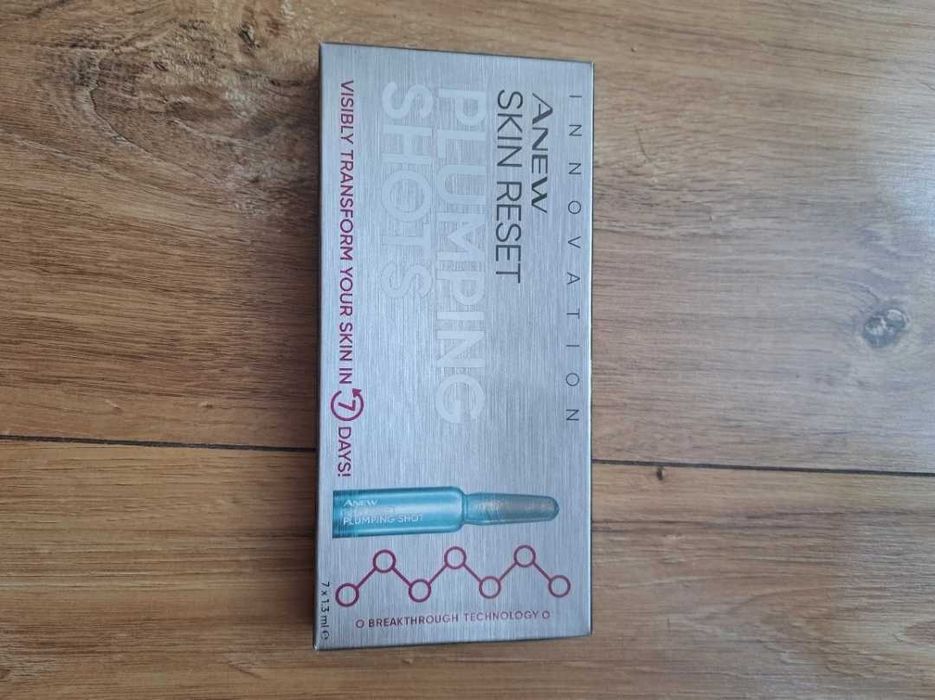 INNOVATION
ANEW
SKIN RESET
PLUMPING
SHOTS
VISIBLY TRANSFORM YOUR SKIN IN 7 DAYS!
ANEW
PLUMPING SHOT
O BREAKTHROUGH TECHNOLOGY O
7 x 1.3 ml e